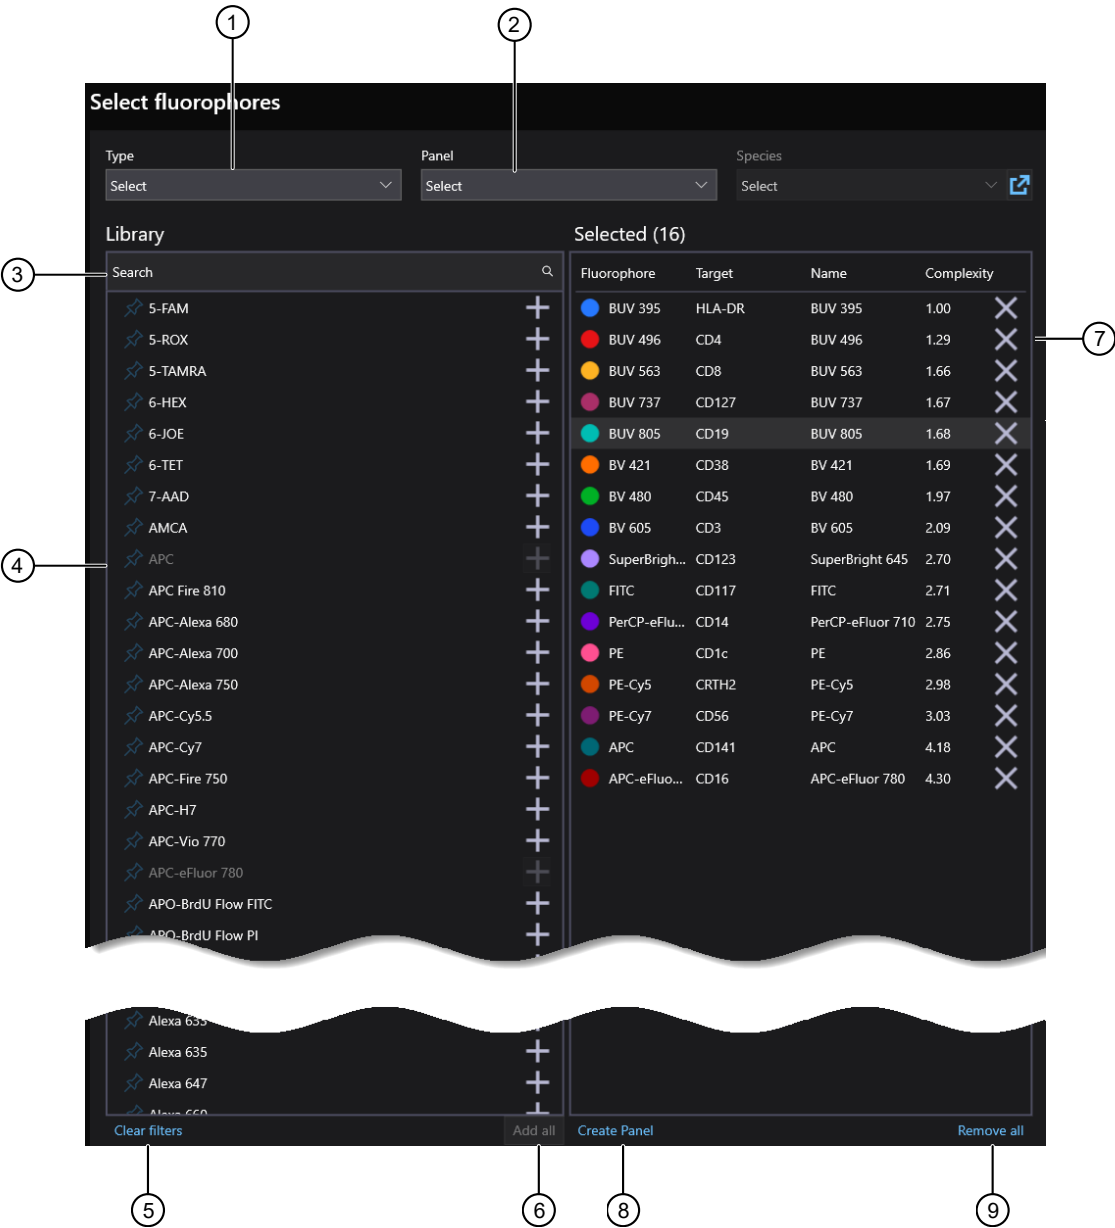 1
2
Select fluorophores
Type
Panel
Species
Select
Select
Select
Library
Selected (16)
3
Search
Fluorophore Target Name Complexity
5-FAM
5-ROX
5-TAMRA
6-HEX
6-JOE
6-TET
7-AAD
AMCA
APC
APC Fire 810
APC-Alexa 680
APC-Alexa 700
APC-Alexa 750
APC-Cy5.5
APC-Cy7
APC-Fire 750
APC-H7
APC-Vio 770
APC-eFluor 780
APO-BrdU Flow FITC
APO-BrdU Flow PI
BUV 395 HLA-DR BUV 395 1.00
BUV 496 CD4 BUV 496 1.29
BUV 563 CD8 BUV 563 1.66
BUV 737 CD127 BUV 737 1.67
BUV 805 CD19 BUV 805 1.68
BV 421 CD38 BV 421 1.69
BV 480 CD45 BV 480 1.97
BV 605 CD3 BV 605 2.09
SuperBrigh... CD123 SuperBright 645 2.70
FITC CD117 FITC 2.71
PerCP-eFlu... CD14 PerCP-eFluor 710 2.75
PE CD1c PE 2.86
PE-Cy5 CRTH2 PE-Cy5 2.98
PE-Cy7 CD56 PE-Cy7 3.03
APC CD141 APC 4.18
APC-eFluo... CD16 APC-eFluor 780 4.30
7
4
Alexa 633
Alexa 635
Alexa 647
Alexa 660
Clear filters
Add all
Create Panel
Remove all
5
6
8
9